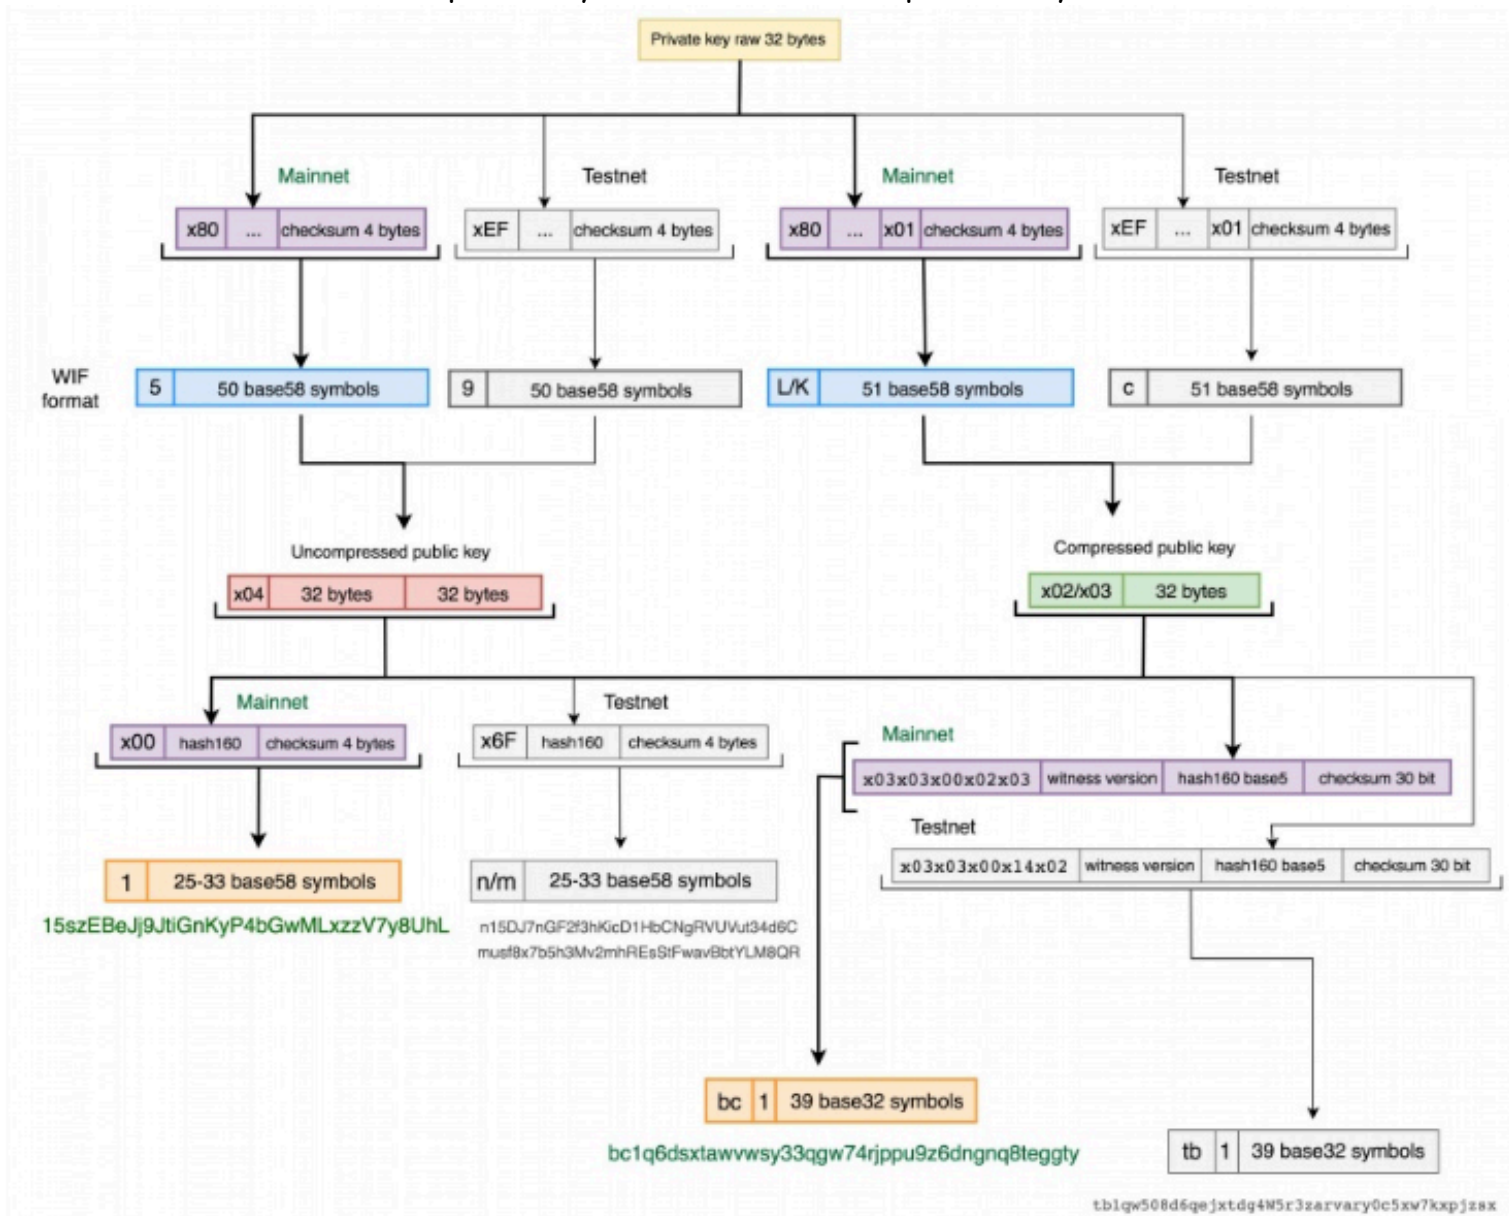 Private key raw 32 bytes
Mainnet
Testnet
Mainnet
Testnet
x80 ... checksum 4 bytes
xEF ... checksum 4 bytes
x80 ... x01 checksum 4 bytes
xEF ... x01 checksum 4 bytes
WIF
format
5 50 base58 symbols
9 50 base58 symbols
L/K 51 base58 symbols
c 51 base58 symbols
Uncompressed public key
Compressed public key
x04 32 bytes 32 bytes
x02/x03 32 bytes
Mainnet
Testnet
x00 hash160 checksum 4 bytes
x6F hash160 checksum 4 bytes
Mainnet
x03x03x00x02x03 witness version hash160 base5 checksum 30 bit
Testnet
x03x03x00x14x02 witness version hash160 base5 checksum 30 bit
1 25-33 base58 symbols
n/m 25-33 base58 symbols
15szEBeJj9JtiGnKyP4bGwMLxzzV7y8UhL
n15DJ7nGF2f3hKicD1HbCNgRVUVut34d6C
musf8x7b5h3Mv2mhREsStFwavBbtYLM8QR
bc 1 39 base32 symbols
bc1q6dsxtawvwsy33qgw74rjppu9z6dngnq8teggty
tb 1 39 base32 symbols
tb1qw508d6qejxtdg4W5r3zarvary0c5xw7kxpjzsx